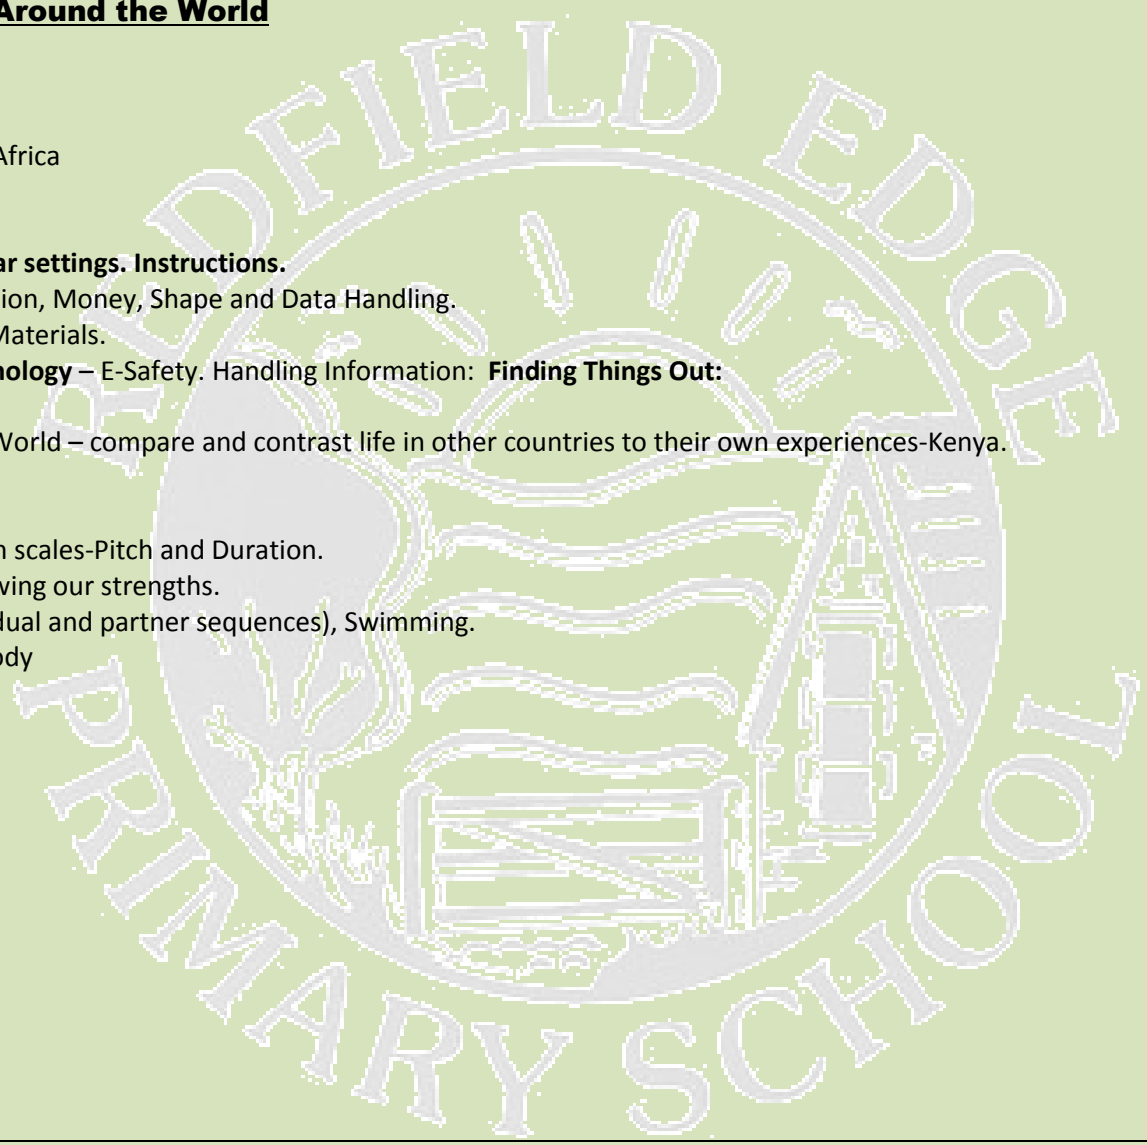 Around the World
Africa
ar settings. Instructions.
ion, Money, Shape and Data Handling.
Materials.
nology – E-Safety. Handling Information: Finding Things Out:
World – compare and contrast life in other countries to their own experiences-Kenya.
n scales-Pitch and Duration.
wing our strengths.
dual and partner sequences), Swimming.
ody
REDFIELD EDGE
PRIMARY SCHOOL